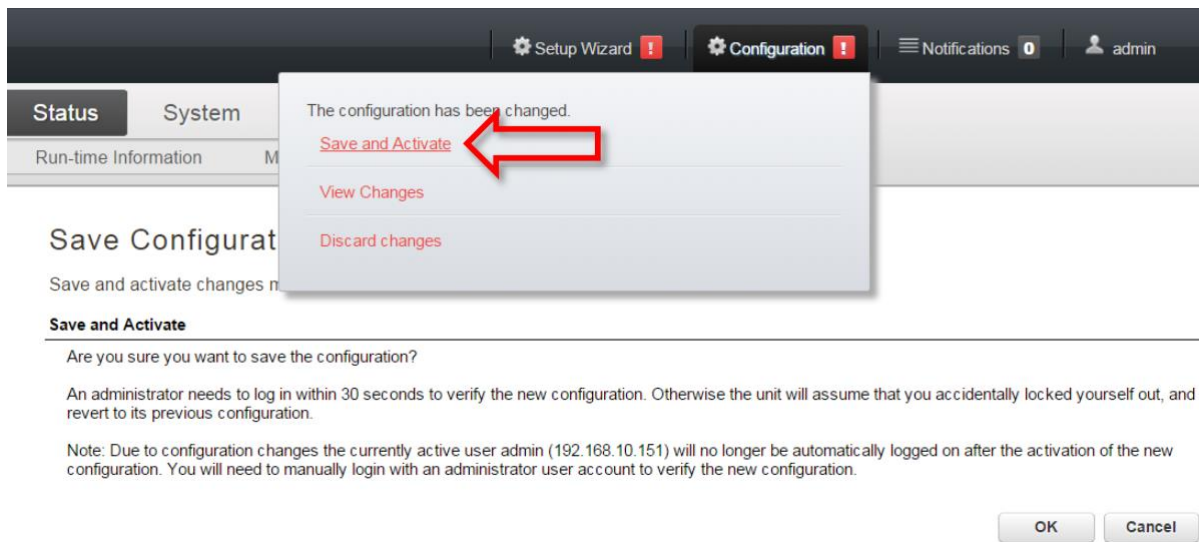 Setup Wizard ! Configuration ! Notifications 0 admin
Status System
The configuration has been changed.
Save and Activate
Run-time Information M
View Changes
Discard changes
Save Configurat
Save and activate changes m
Save and Activate
Are you sure you want to save the configuration?
An administrator needs to log in within 30 seconds to verify the new configuration. Otherwise the unit will assume that you accidentally locked yourself out, and
revert to its previous configuration.
Note: Due to configuration changes the currently active user admin (192.168.10.151) will no longer be automatically logged on after the activation of the new
configuration. You will need to manually login with an administrator user account to verify the new configuration.
OK Cancel